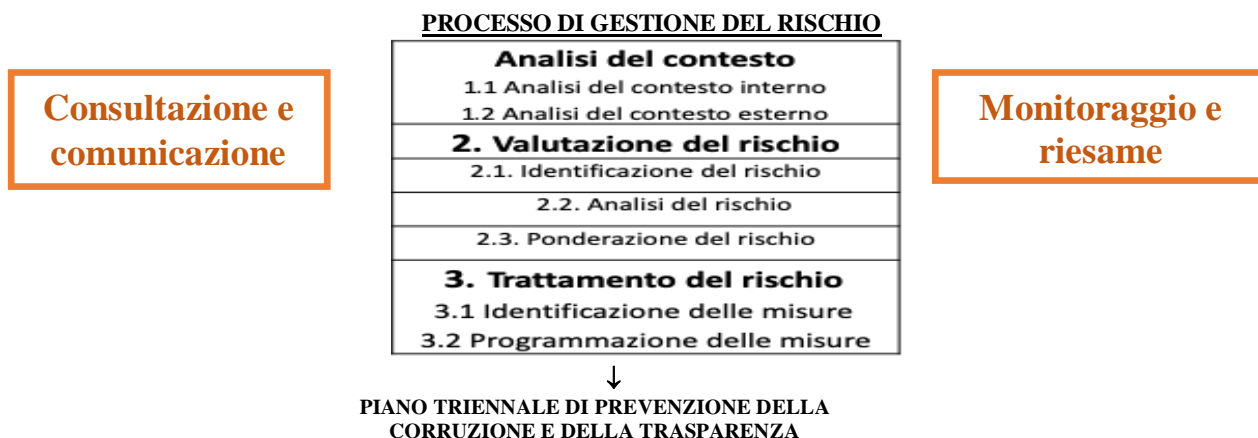 PROCESSO DI GESTIONE DEL RISCHIO
Consultazione e
comunicazione
Analisi del contesto
1.1 Analisi del contesto interno
1.2 Analisi del contesto esterno
2. Valutazione del rischio
2.1. Identificazione del rischio
2.2. Analisi del rischio
2.3. Ponderazione del rischio
3. Trattamento del rischio
3.1 Identificazione delle misure
3.2 Programmazione delle misure
Monitoraggio e
riesame
↓
PIANO TRIENNALE DI PREVENZIONE DELLA
CORRUZIONE E DELLA TRASPARENZA